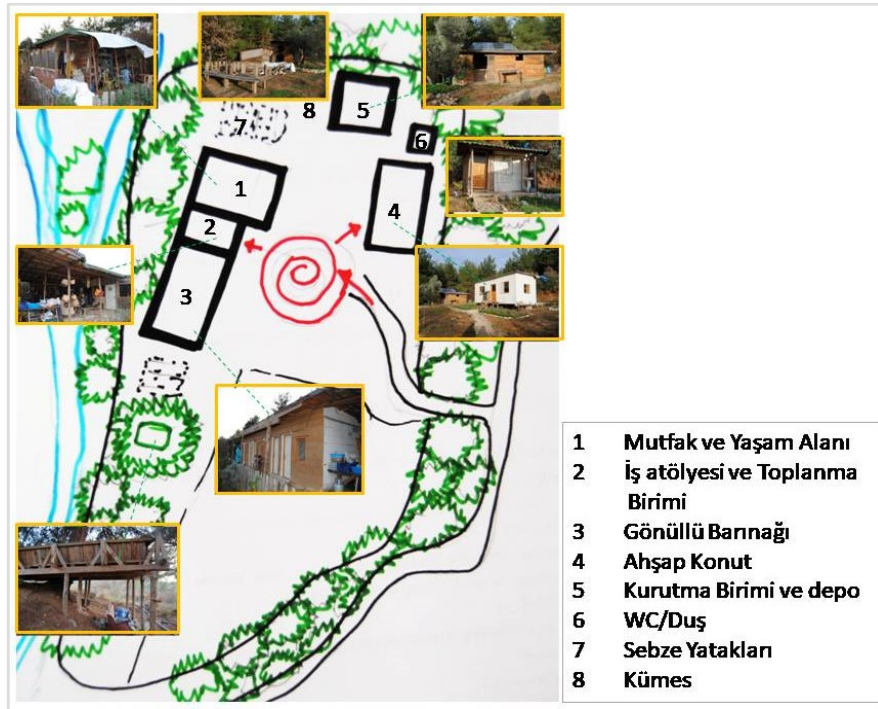 7
8
5
6
1
4
2
3
7
1 Mutfak ve Yaşam Alanı
2 İş atölyesi ve Toplanma
Birimi
3 Gönüllü Barınağı
4 Ahşap Konut
5 Kurutma Birimi ve depo
6 WC/Duş
7 Sebze Yatakları
8 Kümes